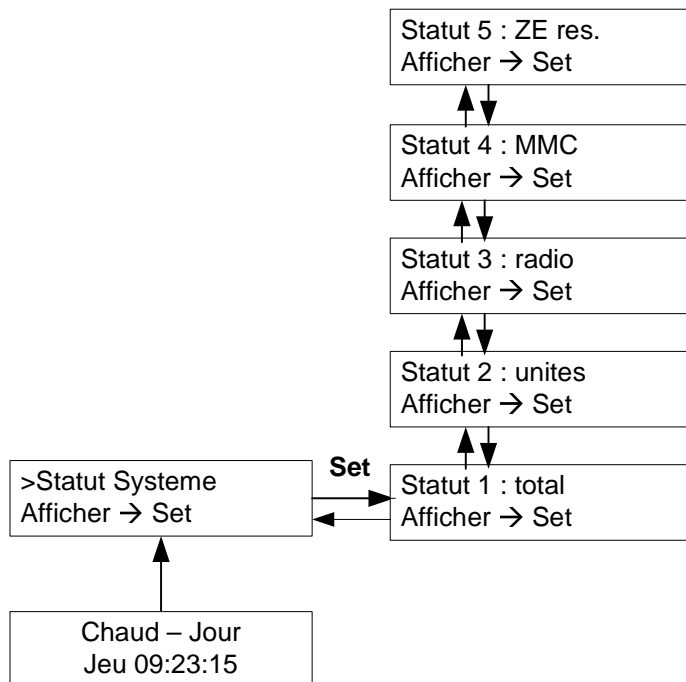 Statut 5 : ZE res.
Afficher → Set
Statut 4 : MMC
Afficher → Set
Statut 3 : radio
Afficher → Set
Statut 2 : unites
Afficher → Set
Set
>Statut Systeme
Afficher → Set
Statut 1 : total
Afficher → Set
Chaud – Jour
Jeu 09:23:15